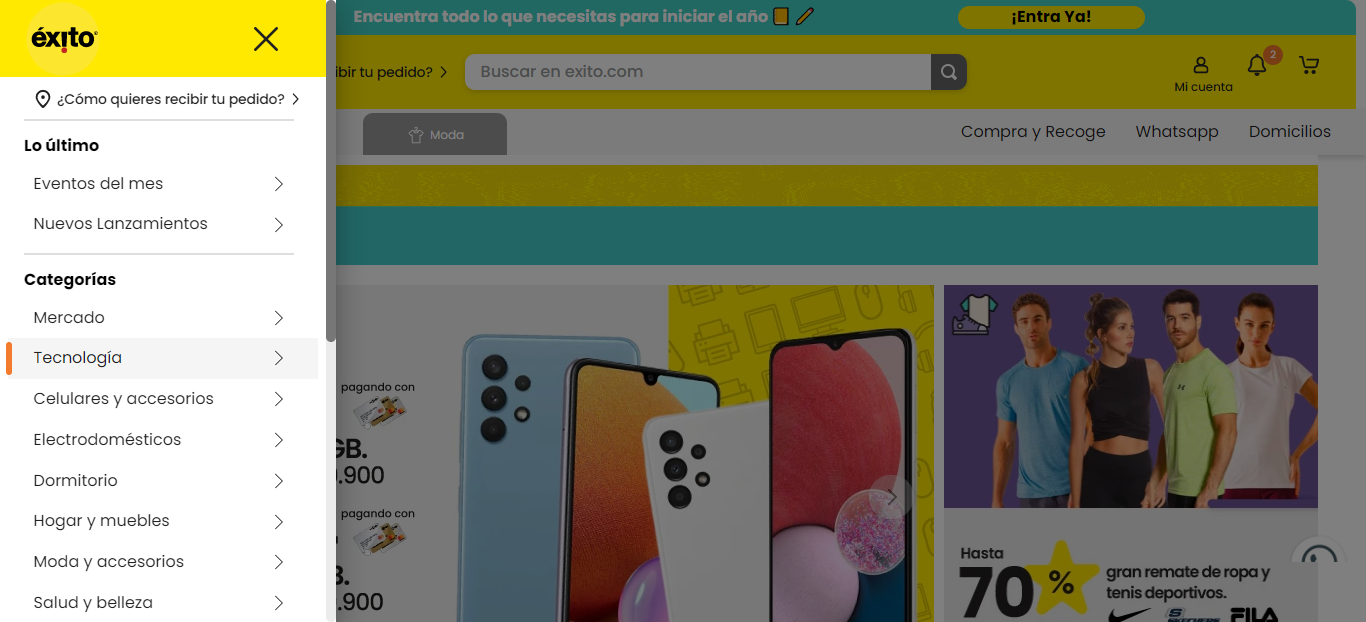 Encuentra todo lo que necesitas para iniciar el año
¡Entra Ya!
éxito
ibir tu pedido?
Buscar en exito.com
Mi cuenta
2
¿Cómo quieres recibir tu pedido?
Moda
Compra y Recoge
Whatsapp
Domicilios
Lo último
Eventos del mes
Nuevos Lanzamientos
Categorías
Mercado
Tecnología
Celulares y accesorios
Electrodomésticos
Dormitorio
Hogar y muebles
Moda y accesorios
Salud y belleza
pagando con
GB.
.900
pagando con
.900
Hasta
70 %
gran remate de ropa y
tenis deportivos.
SKECHERS
FILA